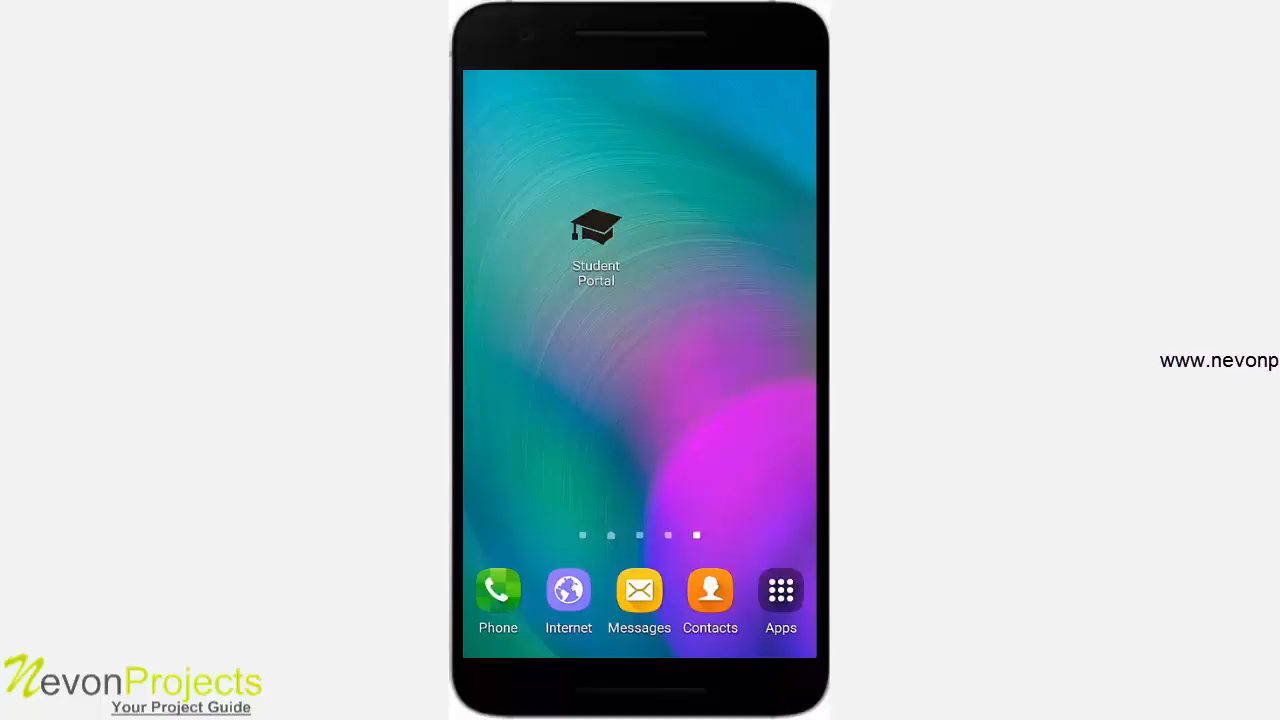 Student
Portal
www.nevonp
Phone
Internet
Messages
Contacts
Apps
NevonProjects
Your Project Guide